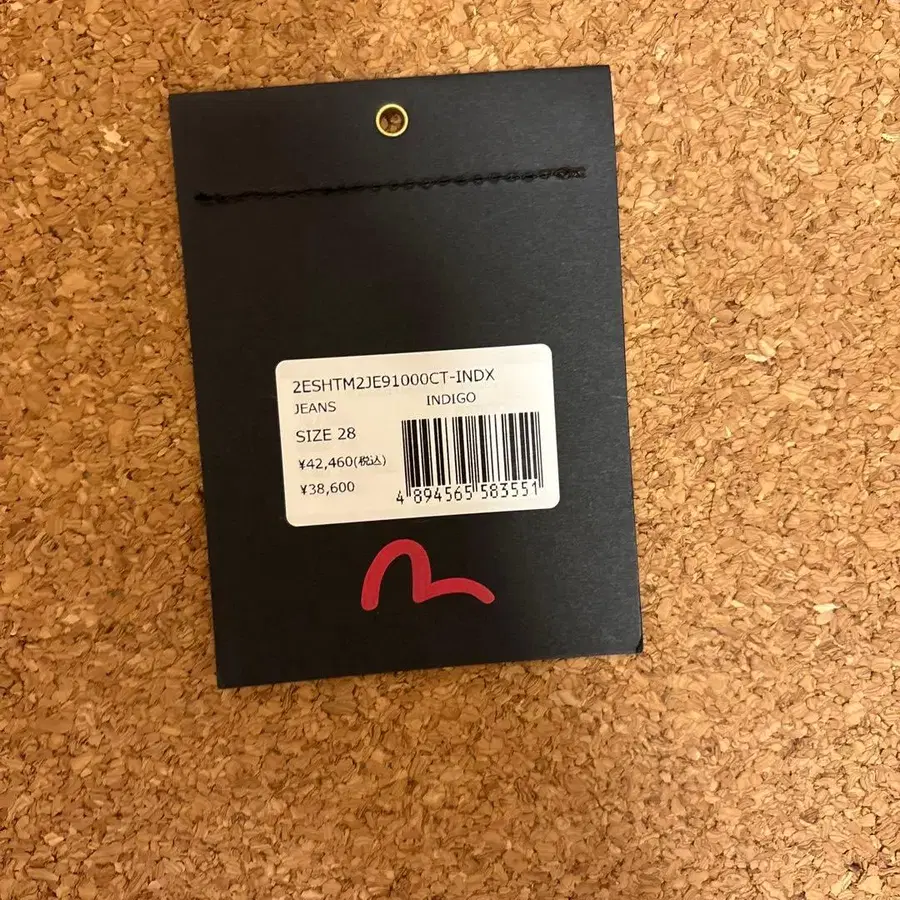 2ESHTM2JE91000CT-INDX
JEANS INDIGO
SIZE 28
¥42,460(税込)
¥38,600
4 894565 583551